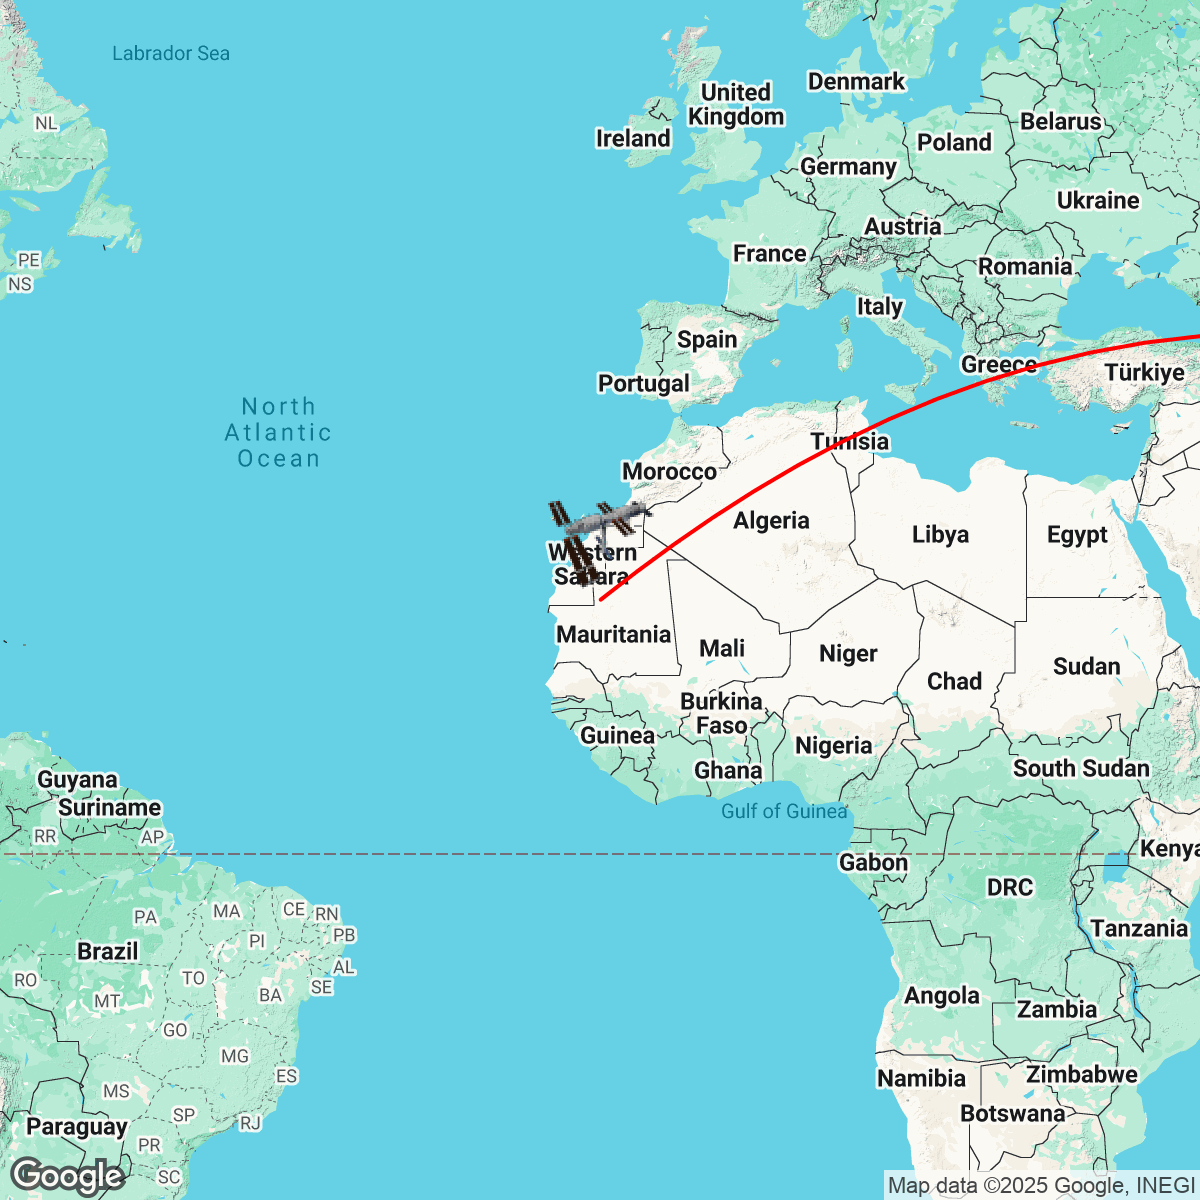 Labrador Sea
NL
PE
NS
Denmark
United
Kingdom
Ireland
Belarus
Poland
Germany
Ukraine
Austria
France
Romania
Italy
Spain
Greece
Türkiye
Portugal
North
Atlantic
Ocean
Tunisia
Morocco
Algeria
Libya
Egypt
Western
Sahara
Mauritania
Mali
Niger
Chad
Sudan
Burkina
Faso
Guinea
Nigeria
Ghana
South Sudan
Guyana
Suriname
Gulf of Guinea
RR
AP
Gabon
Kenya
DRC
PA
MA
CE
RN
PB
PI
Brazil
Tanzania
AL
RO
TO
SE
MT
BA
Angola
Zambia
GO
MG
ES
Namibia
Zimbabwe
MS
SP
RJ
Botswana
Paraguay
PR
SC
Google
Map data ©2025 Google, INEGI